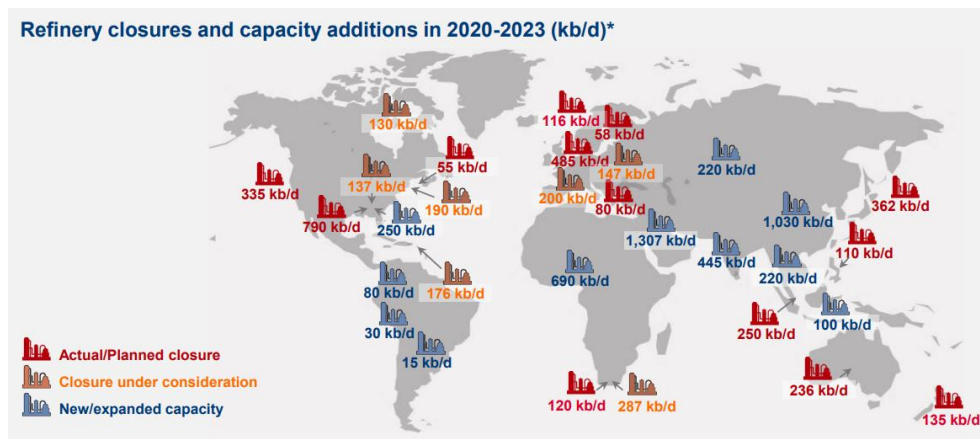 Refinery closures and capacity additions in 2020-2023 (kb/d)*
130 kb/d
116 kb/d
58 kb/d
55 kb/d
485 kb/d
147 kb/d
220 kb/d
335 kb/d
137 kb/d
190 kb/d
200 kb/d
80 kb/d
362 kb/d
790 kb/d
250 kb/d
1,307 kb/d
1,030 kb/d
110 kb/d
445 kb/d
220 kb/d
80 kb/d
176 kb/d
690 kb/d
30 kb/d
250 kb/d
100 kb/d
15 kb/d
Actual/Planned closure
Closure under consideration
New/expanded capacity
120 kb/d
287 kb/d
236 kb/d
135 kb/d